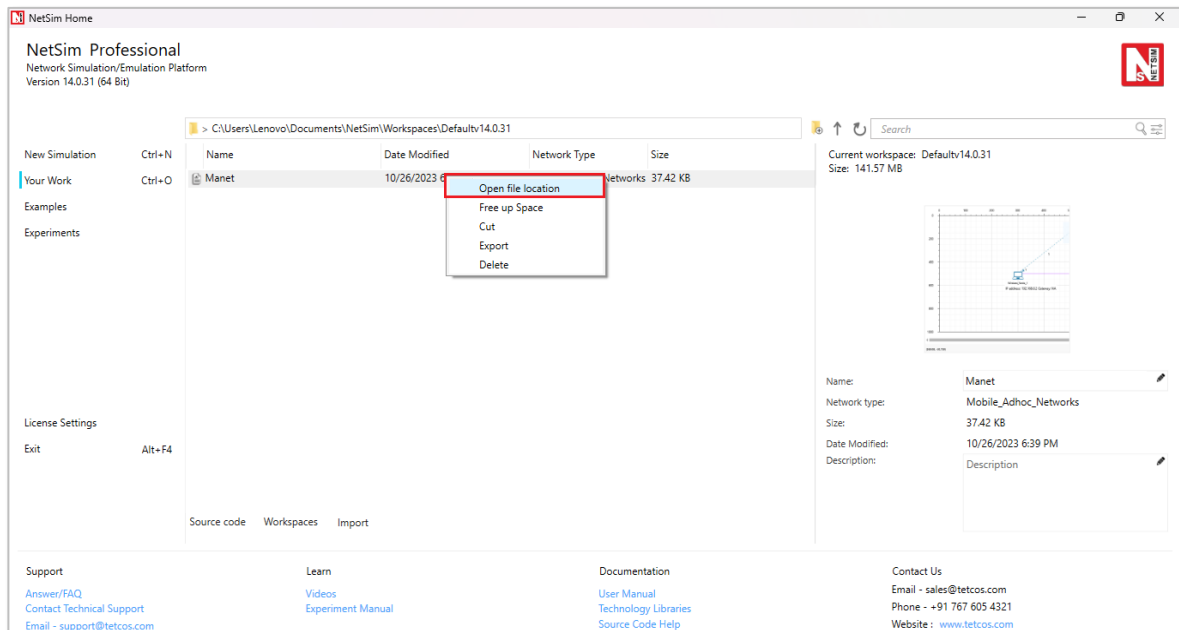 NetSim Home
NetSim Professional
Network Simulation/Emulation Platform
Version 14.0.31 (64 Bit)
NETSIM
> C:\Users\Lenovo\Documents\NetSim\Workspaces\Defaultv14.0.31
Search
New Simulation Ctrl+N
Your Work Ctrl+O
Examples
Experiments
License Settings
Exit Alt+F4
Name Date Modified Network Type Size
Manet 10/26/2023 6 Networks 37.42 KB
Open file location
Free up Space
Cut
Export
Delete
Source code Workspaces Import
Current workspace: Defaultv14.0.31
Size: 141.57 MB
Name: Manet
Network type: Mobile_Adhoc_Networks
Size: 37.42 KB
Date Modified: 10/26/2023 6:39 PM
Description: Description
Support
Answer/FAQ
Contact Technical Support
Email - support@tetcos.com
Learn
Videos
Experiment Manual
Documentation
User Manual
Technology Libraries
Source Code Help
Contact Us
Email - sales@tetcos.com
Phone - +91 767 605 4321
Website : www.tetcos.com